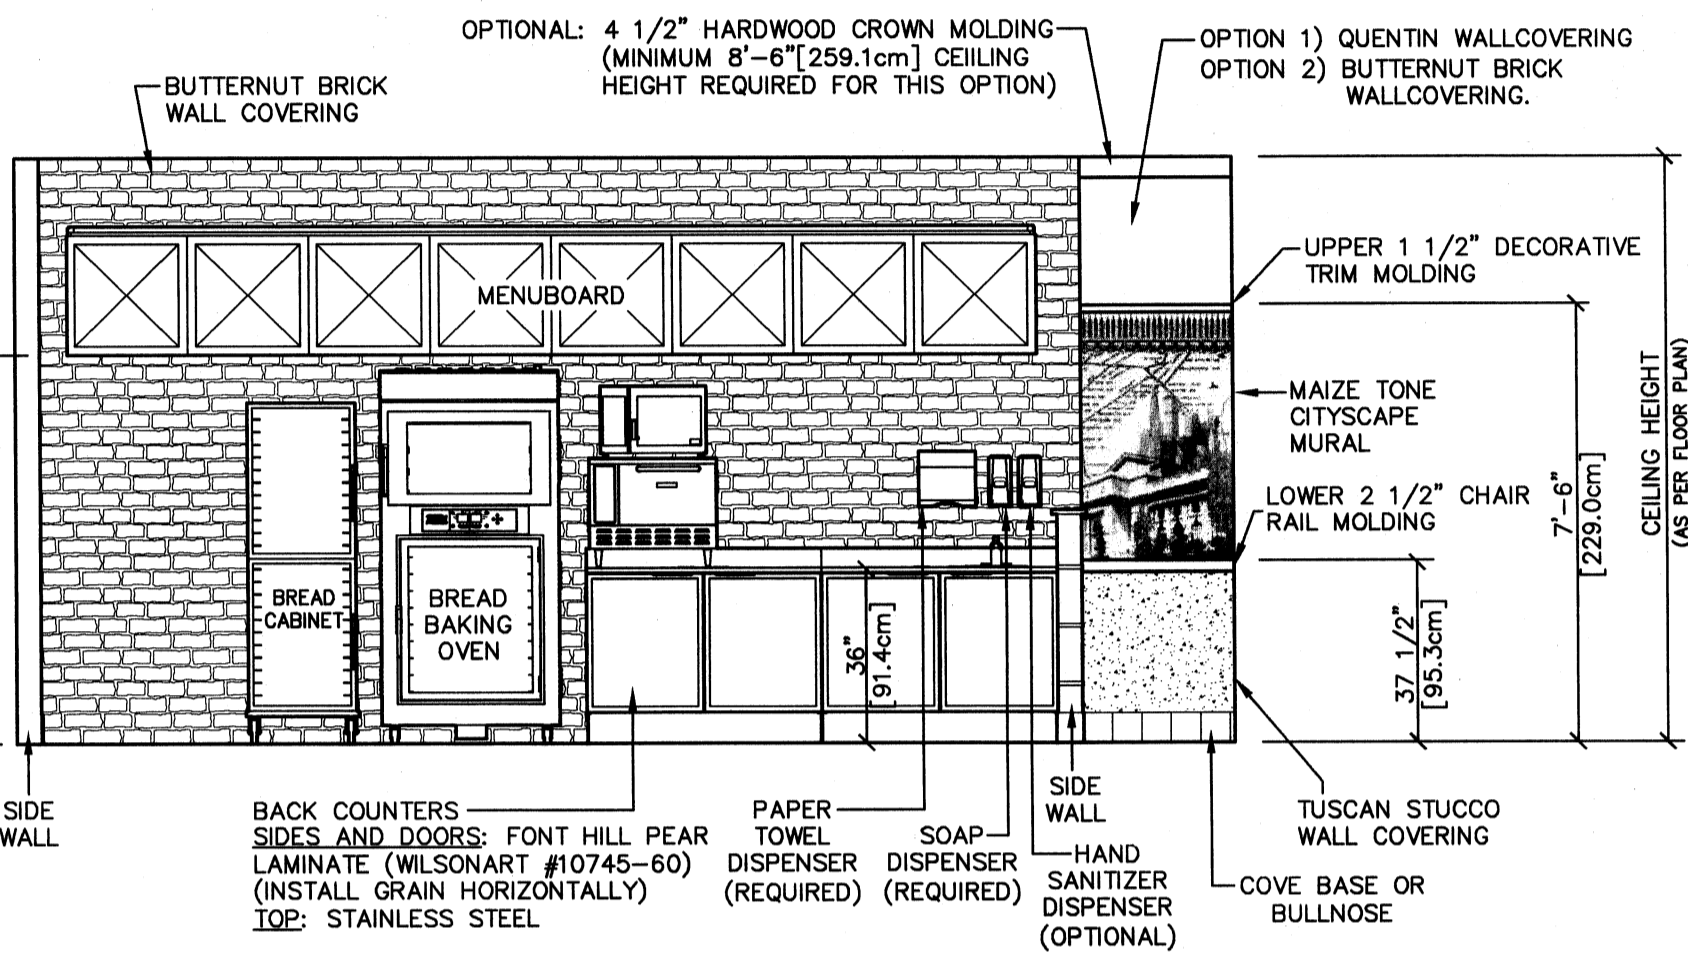 OPTIONAL: 4 1/2" HARDWOOD CROWN MOLDING
(MINIMUM 8'-6"[259.1cm] CEIILING
HEIGHT REQUIRED FOR THIS OPTION)
OPTION 1) QUENTIN WALLCOVERING
OPTION 2) BUTTERNUT BRICK
WALLCOVERING.
BUTTERNUT BRICK
WALL COVERING
UPPER 1 1/2" DECORATIVE
TRIM MOLDING
MENUBOARD
MAIZE TONE
CITYSCAPE
MURAL
LOWER 2 1/2" CHAIR
RAIL MOLDING
CEILING HEIGHT
(AS PER FLOOR PLAN)
7'-6"
[229.0cm]
37 1/2"
[95.3cm]
36"
[91.4cm]
BREAD
CABINET
BREAD
BAKING
OVEN
SIDE
WALL
BACK COUNTERS
SIDES AND DOORS: FONT HILL PEAR
LAMINATE (WILSONART #10745-60)
(INSTALL GRAIN HORIZONTALLY)
TOP: STAINLESS STEEL
PAPER
TOWEL
DISPENSER
(REQUIRED)
SOAP
DISPENSER
(REQUIRED)
SIDE
WALL
HAND
SANITIZER
DISPENSER
(OPTIONAL)
TUSCAN STUCCO
WALL COVERING
COVE BASE OR
BULLNOSE